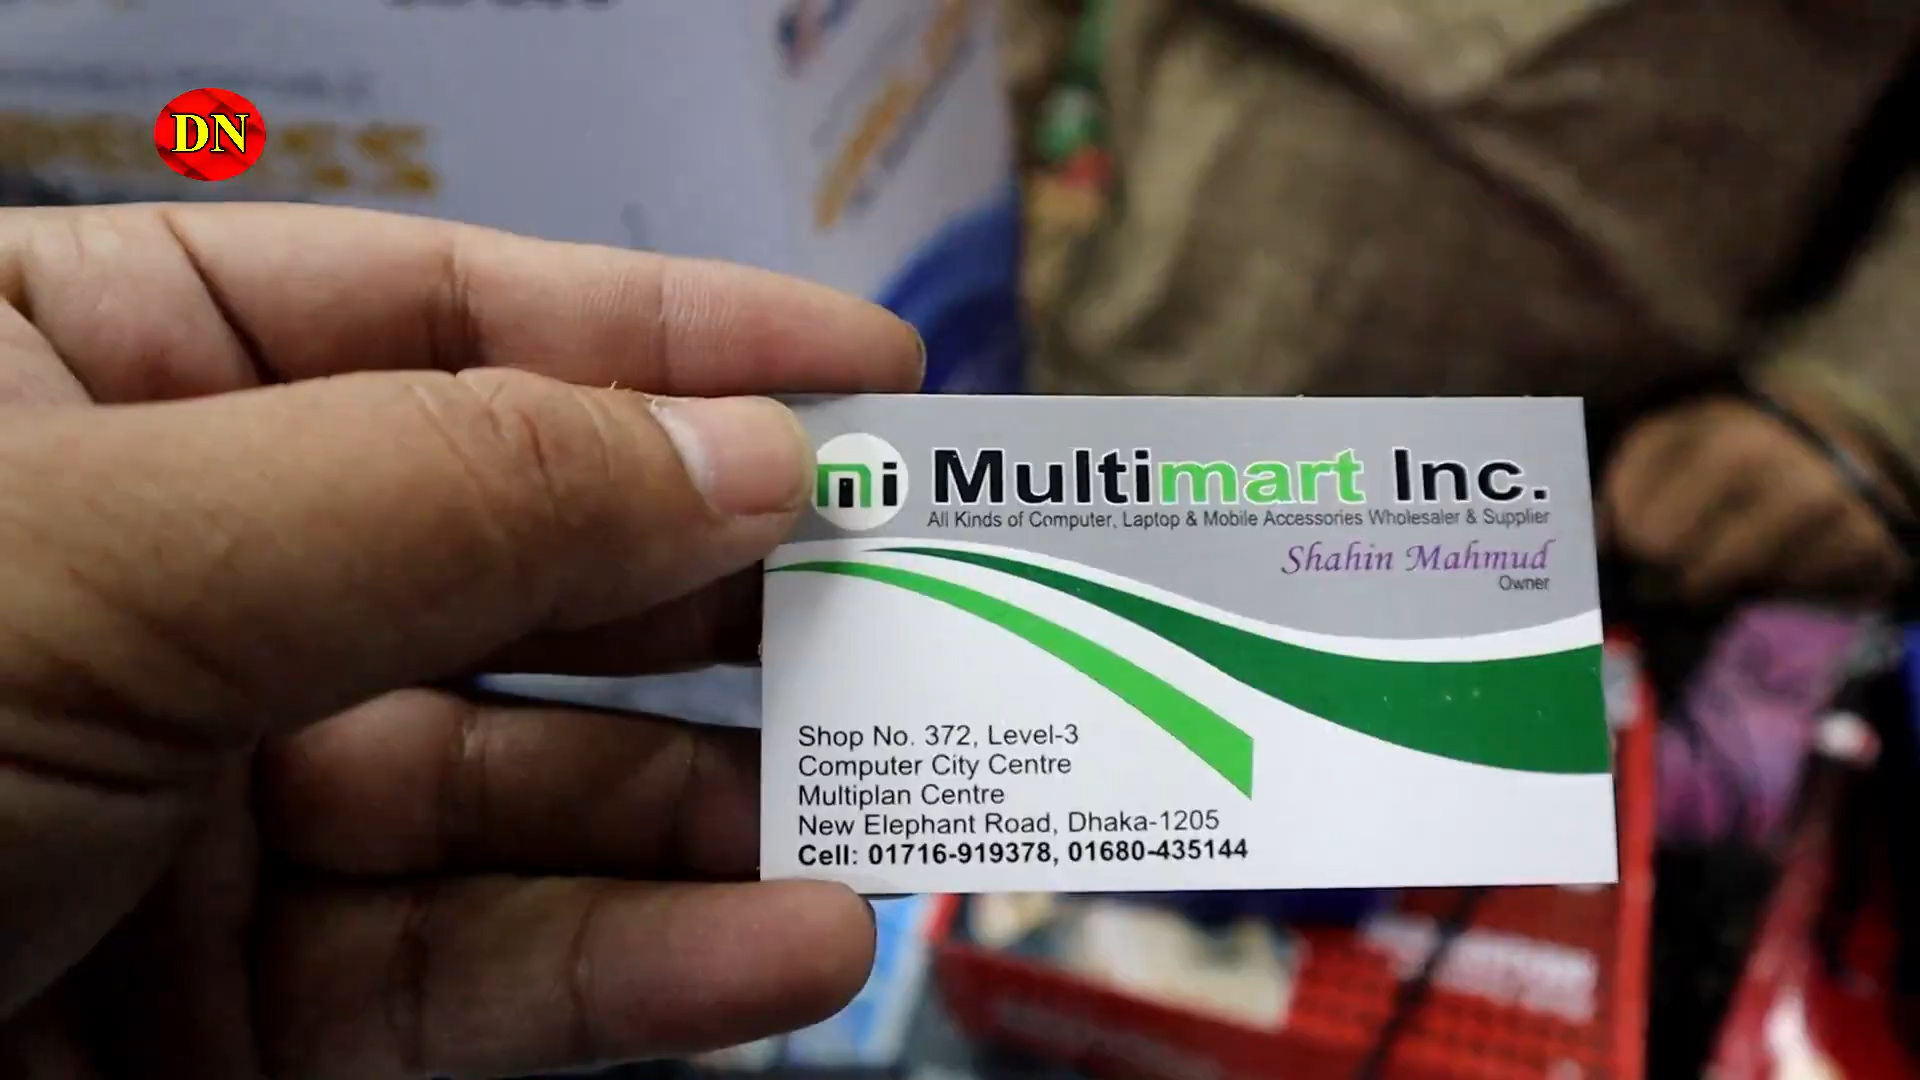 DN
mi Multimart Inc.
All Kinds of Computer, Laptop & Mobile Accessories Wholesaler & Supplier
Shahin Mahmud
Owner
Shop No. 372, Level-3
Computer City Centre
Multiplan Centre
New Elephant Road, Dhaka-1205
Cell: 01716-919378, 01680-435144